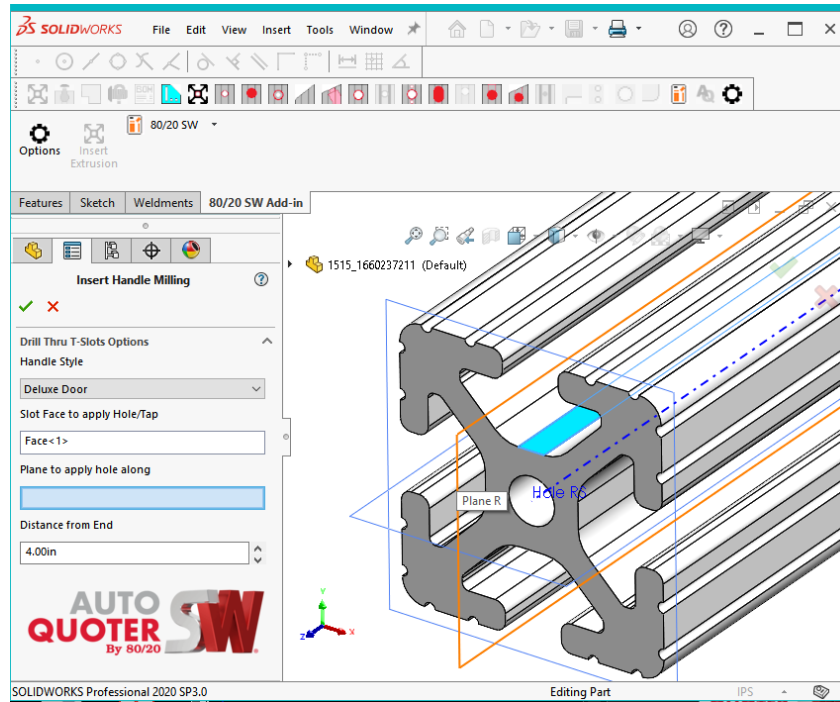 SOLIDWORKS File Edit View Insert Tools Window
80/20 SW
Options
Insert
Extrusion
Features Sketch Weldments 80/20 SW Add-in
Insert Handle Milling
1515_1660237211 (Default)
Drill Thru T-Slots Options
Handle Style
Deluxe Door
Slot Face to apply Hole/Tap
Face<1>
Plane to apply hole along
Plane R
Hole RS
Distance from End
4.00in
AUTO
QUOTER
By 80/20
SW
Y
Z X
SOLIDWORKS Professional 2020 SP3.0 Editing Part IPS